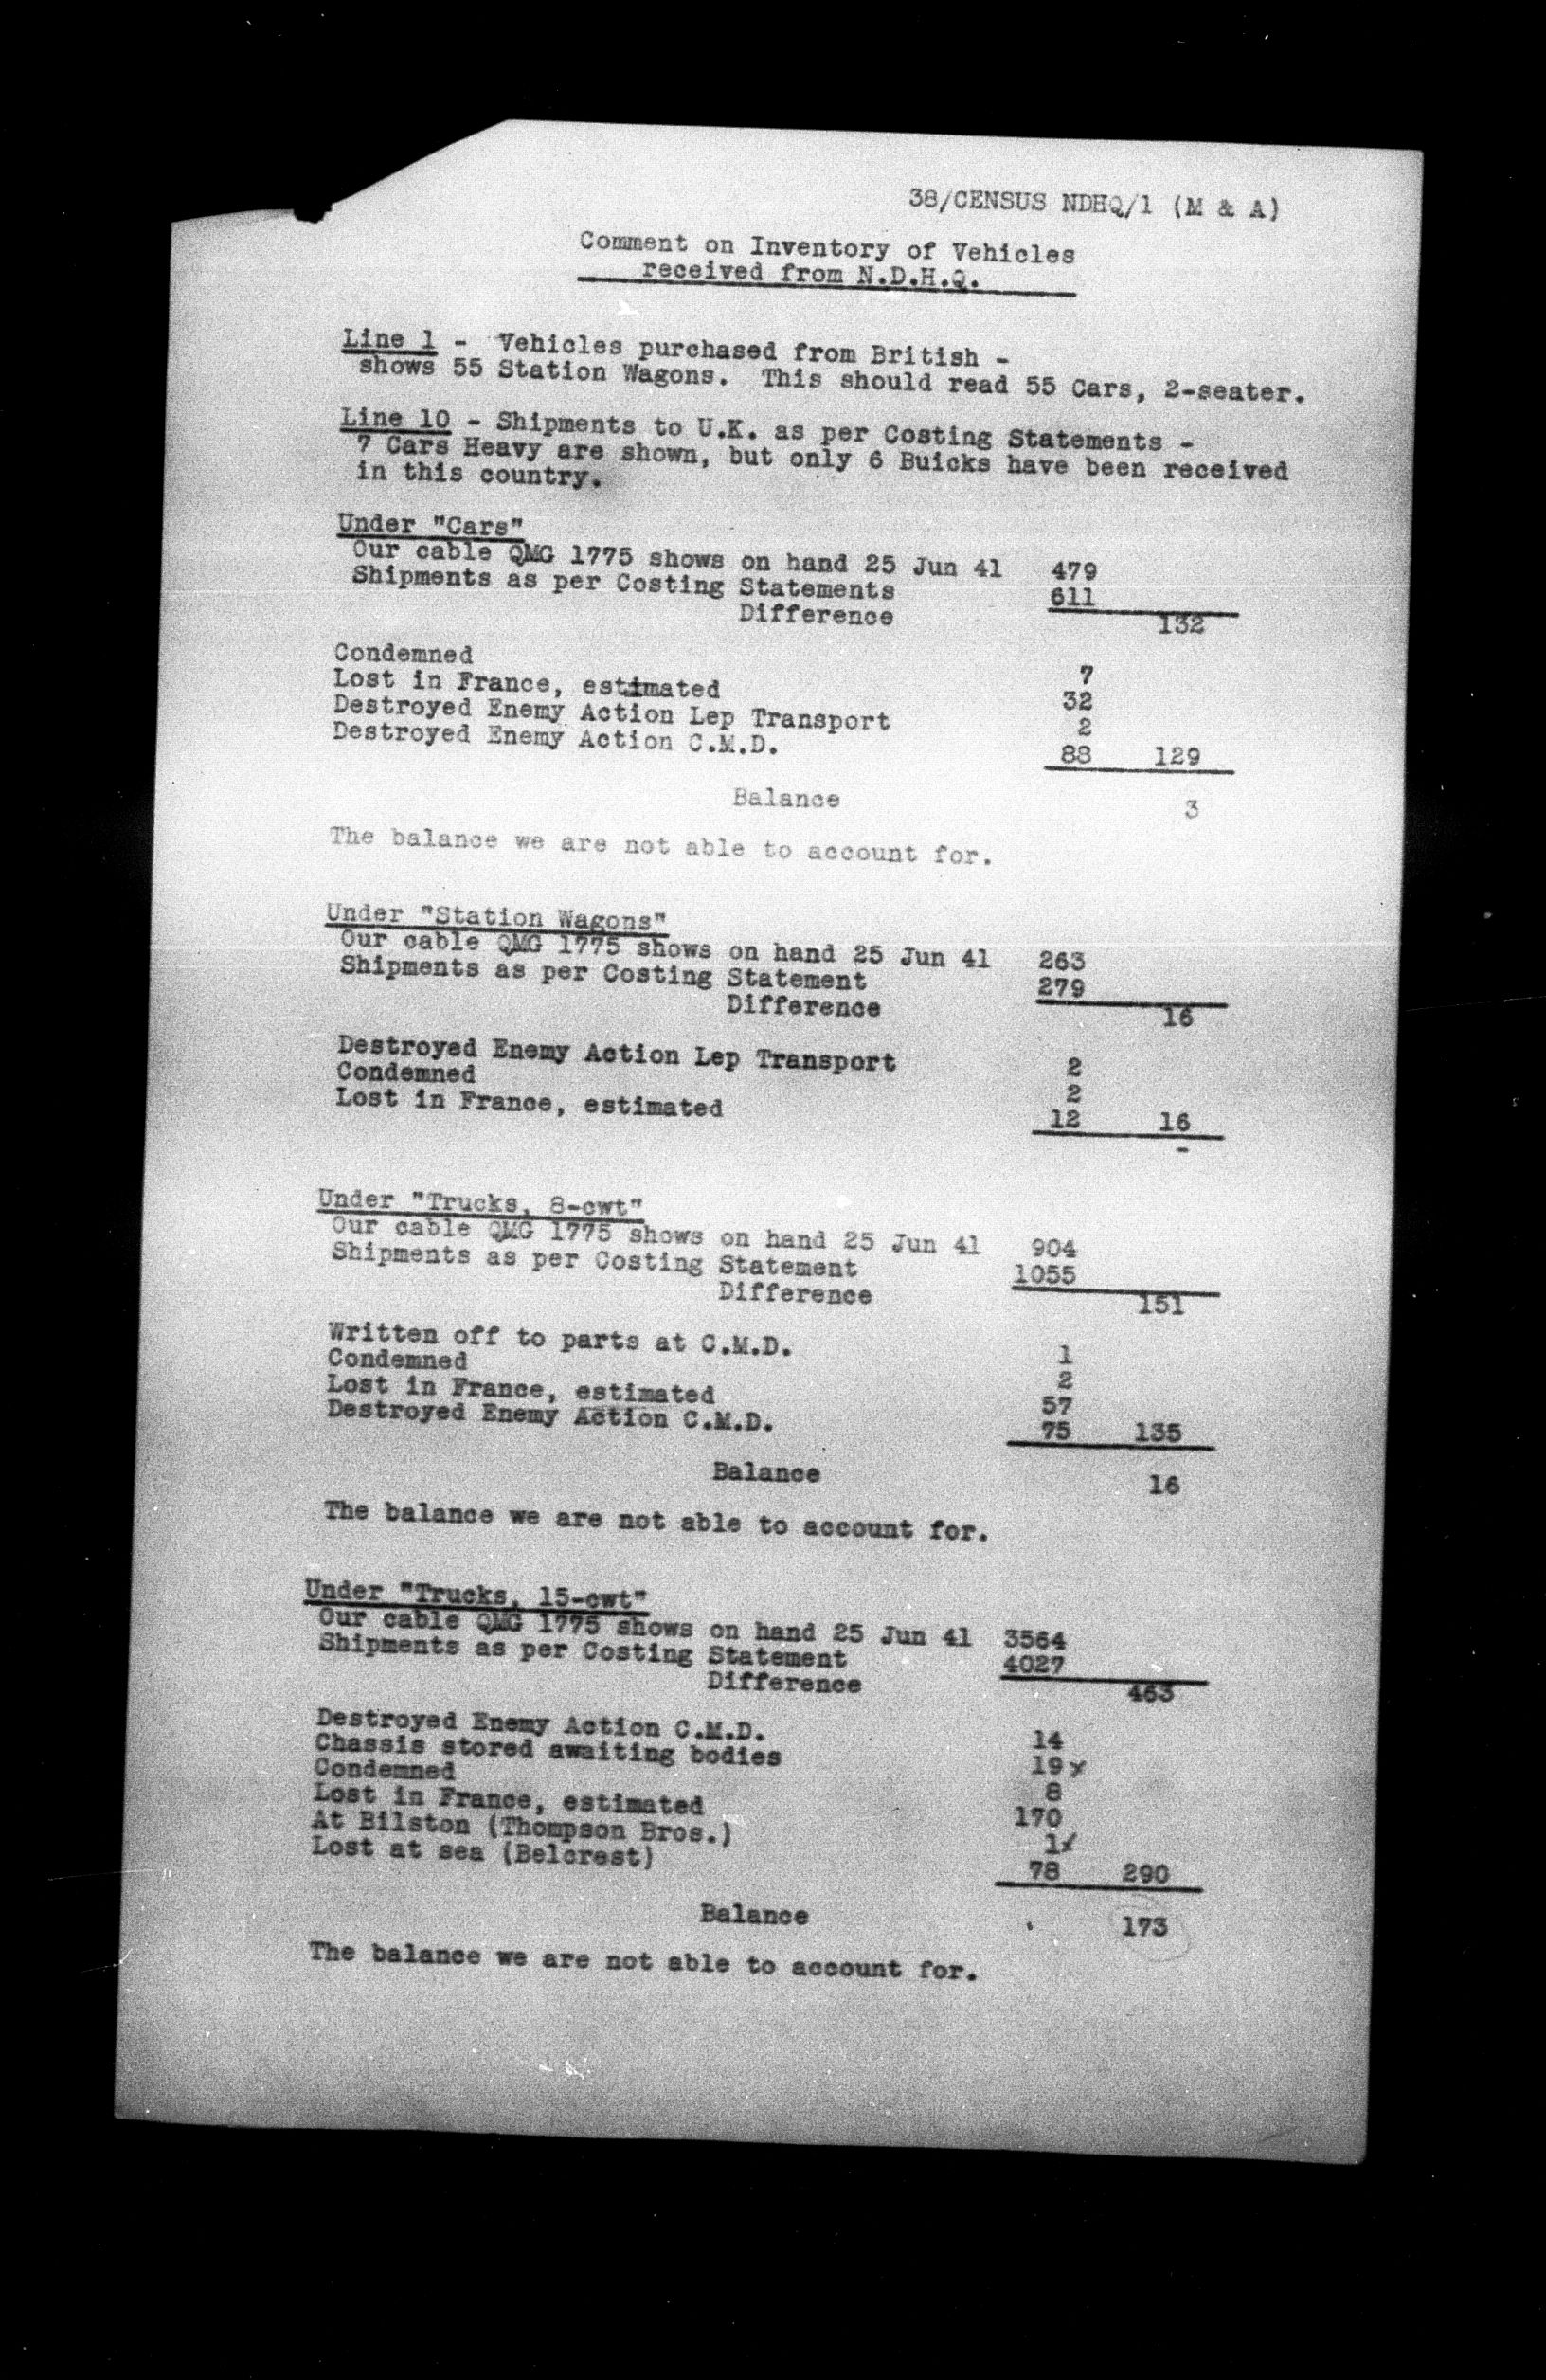 38/CENSUS NDHQ/1 (M & A)
Comment on Inventory of Vehicles
received from N.D.H.Q.
Line 1 - Vehicles purchased from British -
shows 55 Station Wagons. This should read 55 Cars, 2-seater.
Line 10 - Shipments to U.K. as per Costing Statements -
7 Cars Heavy are shown, but only 6 Buicks have been received
in this country.
Under "Cars"
Our cable QMG 1775 shows on hand 25 Jun 41 479
Shipments as per Costing Statements 611
Difference 132
Condemned 7
Lost in France, estimated 32
Destroyed Enemy Action Lep Transport 2
Destroyed Enemy Action C.M.D. 88 129
Balance 3
The balance we are not able to account for.
Under "Station Wagons"
Our cable QMG 1775 shows on hand 25 Jun 41 263
Shipments as per Costing Statement 279
Difference 16
Destroyed Enemy Action Lep Transport 2
Condemned 2
Lost in France, estimated 12 16
-
Under "Trucks, 8-cwt"
Our cable QMG 1775 shows on hand 25 Jun 41 904
Shipments as per Costing Statement 1055
Difference 151
Written off to parts at C.M.D. 1
Condemned 2
Lost in France, estimated 57
Destroyed Enemy Action C.M.D. 75 135
Balance 16
The balance we are not able to account for.
Under "Trucks, 15-cwt"
Our cable QMG 1775 shows on hand 25 Jun 41 3564
Shipments as per Costing Statement 4027
Difference 463
Destroyed Enemy Action C.M.D. 14
Chassis stored awaiting bodies 19 x
Condemned 8
Lost in France, estimated 170
At Bilston (Thompson Bros.) 1 x
Lost at sea (Belcrest) 78 290
Balance 173
The balance we are not able to account for.